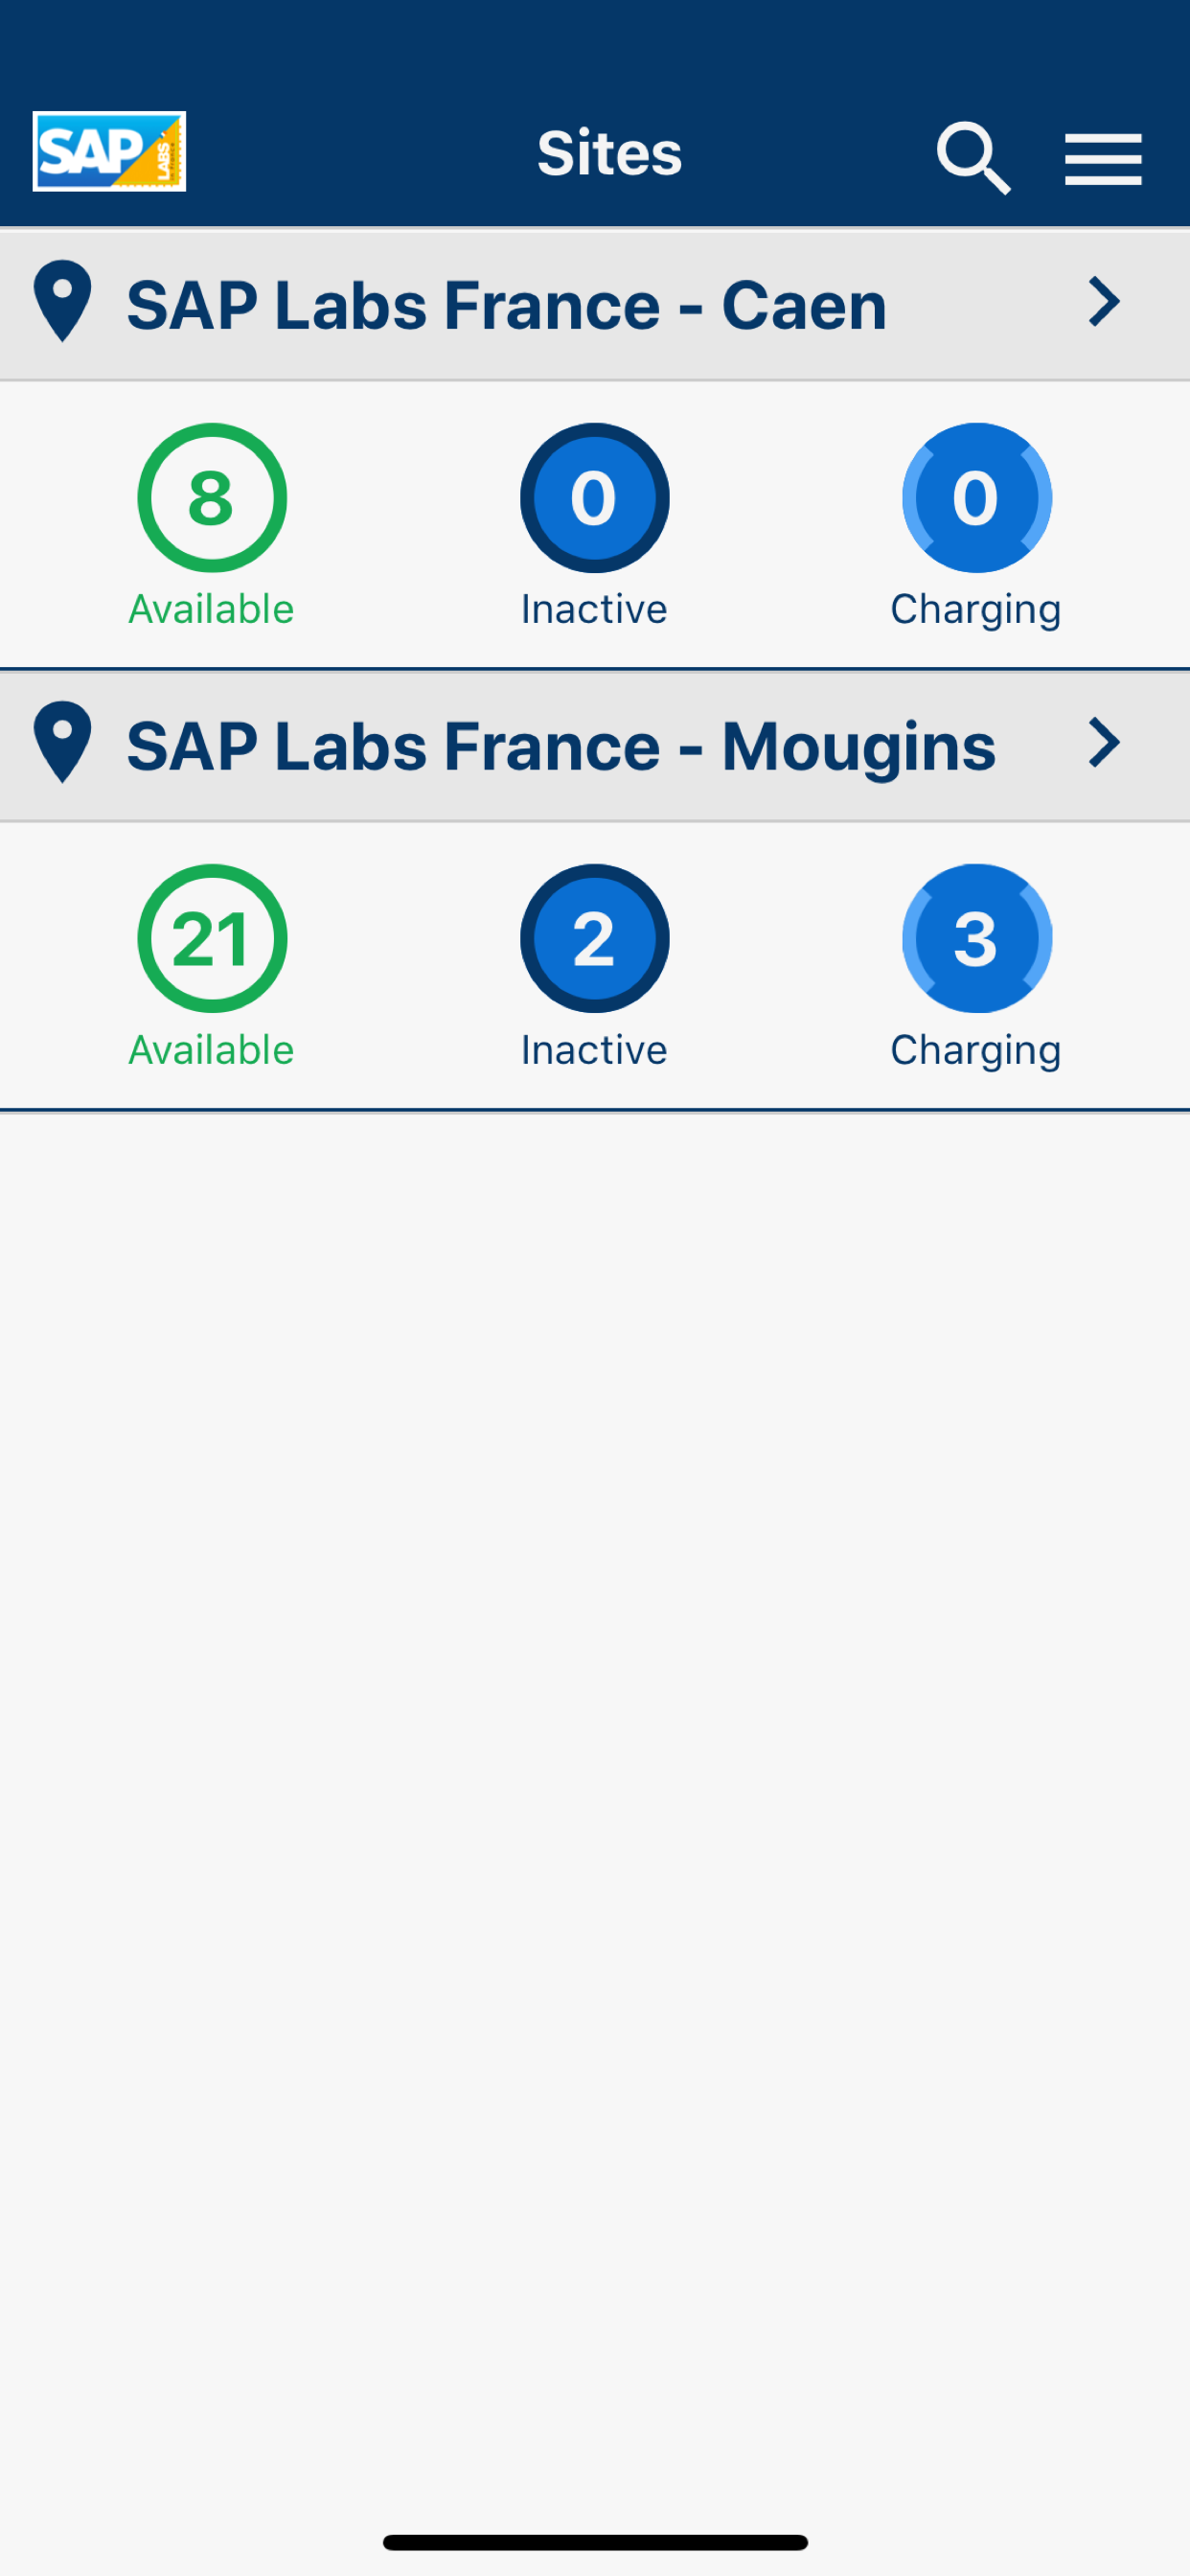 SAP LABS
Sites
SAP Labs France - Caen
8 0 0
Available Inactive Charging
SAP Labs France - Mougins
21 2 3
Available Inactive Charging